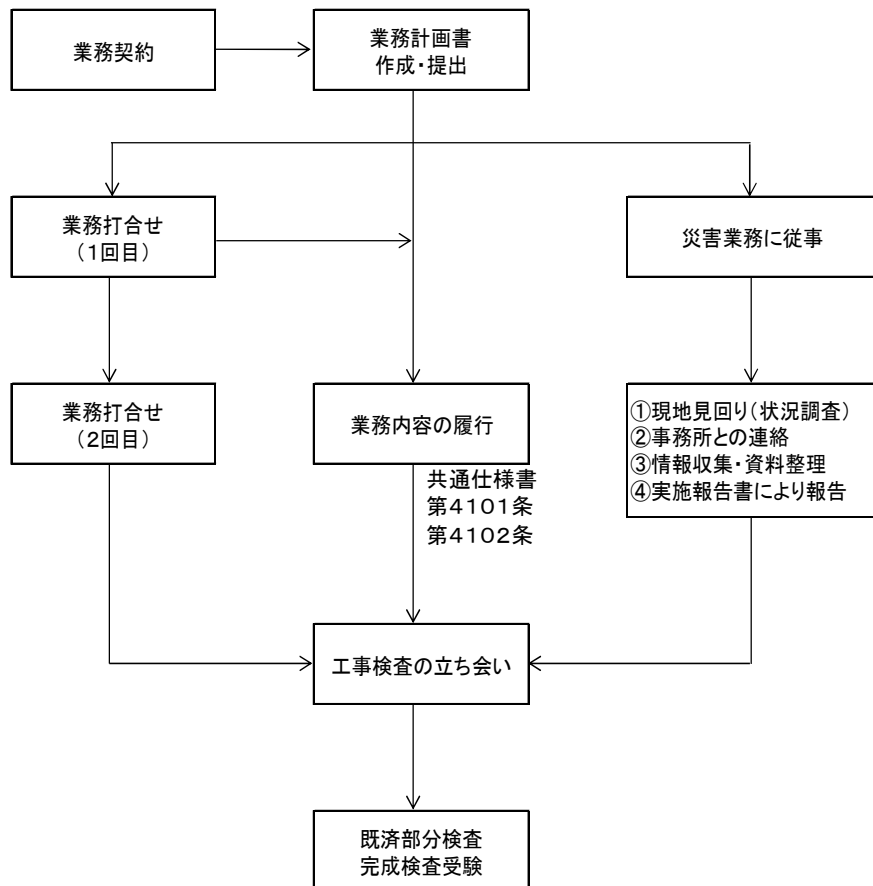 業務契約
業務計画書
作成・提出
業務打合せ
（１回目）
災害業務に従事
業務打合せ
（２回目）
業務内容の履行
共通仕様書
第４１０１条
第４１０２条
①現地見回り（状況調査）
②事務所との連絡
③情報収集・資料整理
④実施報告書により報告
工事検査の立ち会い
既済部分検査
完成検査受験